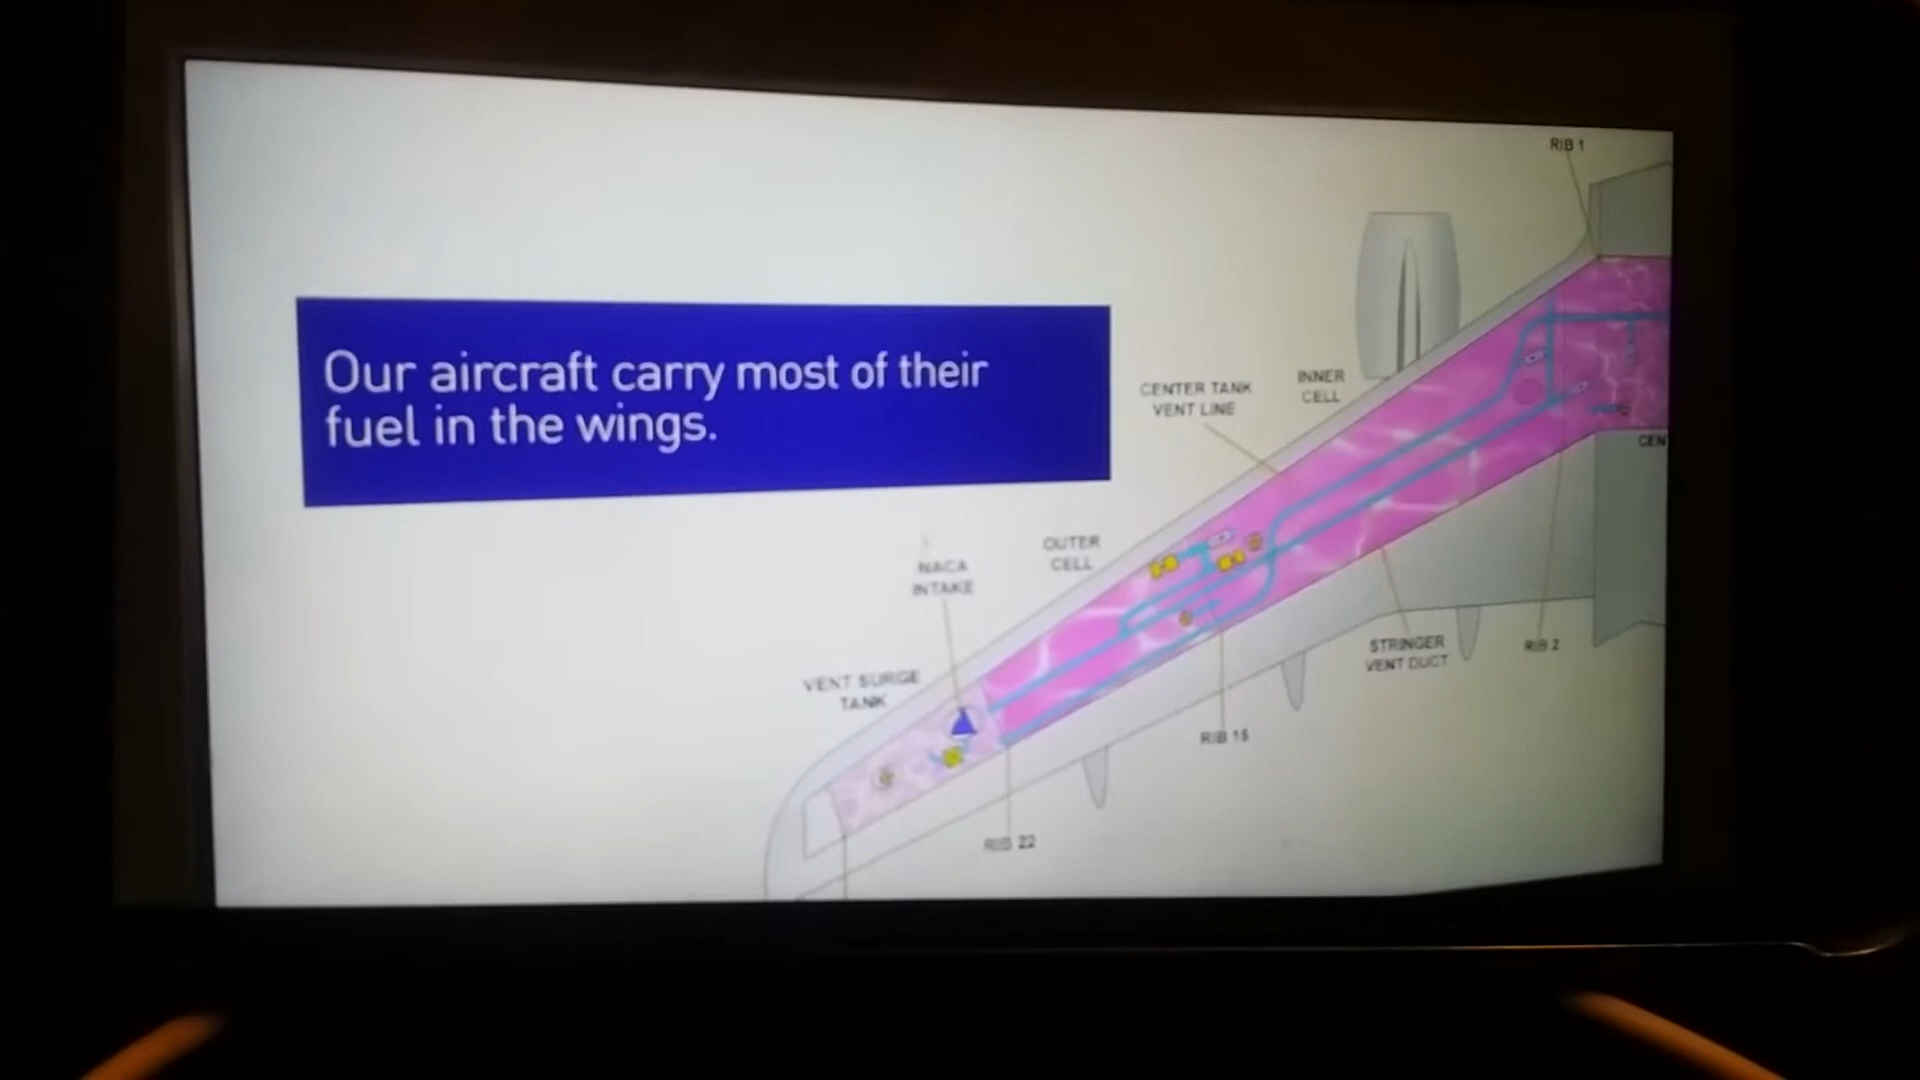 RIB 1
Our aircraft carry most of their
fuel in the wings.
CENTER TANK
VENT LINE
INNER
CELL
CEN
OUTER
CELL
NACA
INTAKE
STRINGER
VENT DUCT
RIB 2
VENT SURGE
TANK
RIB 15
RIB 22